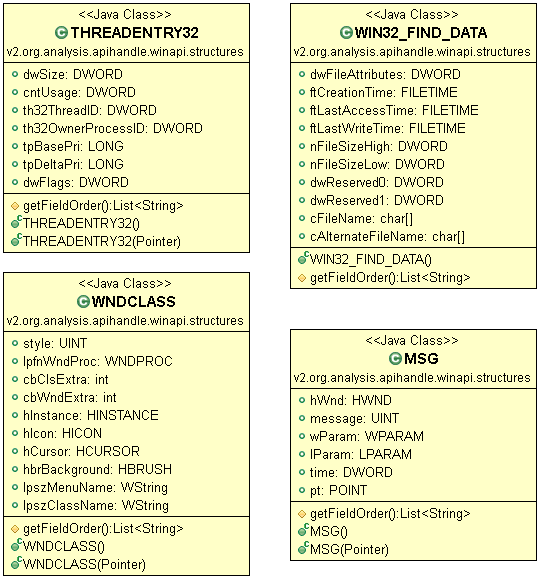 <<Java Class>>
THREADENTRY32
v2.org.analysis.apihandle.winapi.structures
dwSize: DWORD
cntUsage: DWORD
th32ThreadID: DWORD
th32OwnerProcessID: DWORD
tpBasePri: LONG
tpDeltaPri: LONG
dwFlags: DWORD
getFieldOrder():List<String>
THREADENTRY32()
THREADENTRY32(Pointer)
<<Java Class>>
WIN32_FIND_DATA
v2.org.analysis.apihandle.winapi.structures
dwFileAttributes: DWORD
ftCreationTime: FILETIME
ftLastAccessTime: FILETIME
ftLastWriteTime: FILETIME
nFileSizeHigh: DWORD
nFileSizeLow: DWORD
dwReserved0: DWORD
dwReserved1: DWORD
cFileName: char[]
cAlternateFileName: char[]
WIN32_FIND_DATA()
getFieldOrder():List<String>
<<Java Class>>
WNDCLASS
v2.org.analysis.apihandle.winapi.structures
style: UINT
lpfnWndProc: WNDPROC
cbClsExtra: int
cbWndExtra: int
hInstance: HINSTANCE
hIcon: HICON
hCursor: HCURSOR
hbrBackground: HBRUSH
lpszMenuName: WString
lpszClassName: WString
getFieldOrder():List<String>
WNDCLASS()
WNDCLASS(Pointer)
<<Java Class>>
MSG
v2.org.analysis.apihandle.winapi.structures
hWnd: HWND
message: UINT
wParam: WPARAM
lParam: LPARAM
time: DWORD
pt: POINT
getFieldOrder():List<String>
MSG()
MSG(Pointer)